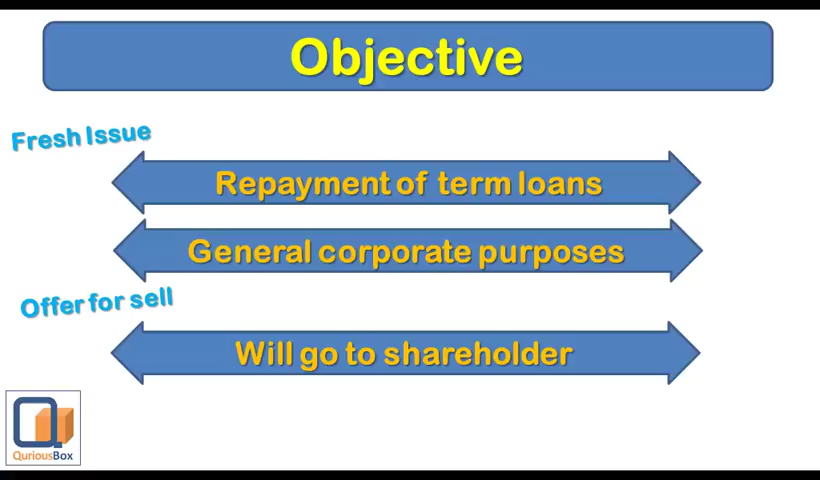 Objective
Fresh Issue
Repayment of term loans
General corporate purposes
Offer for sell
Will go to shareholder
QuriousBox